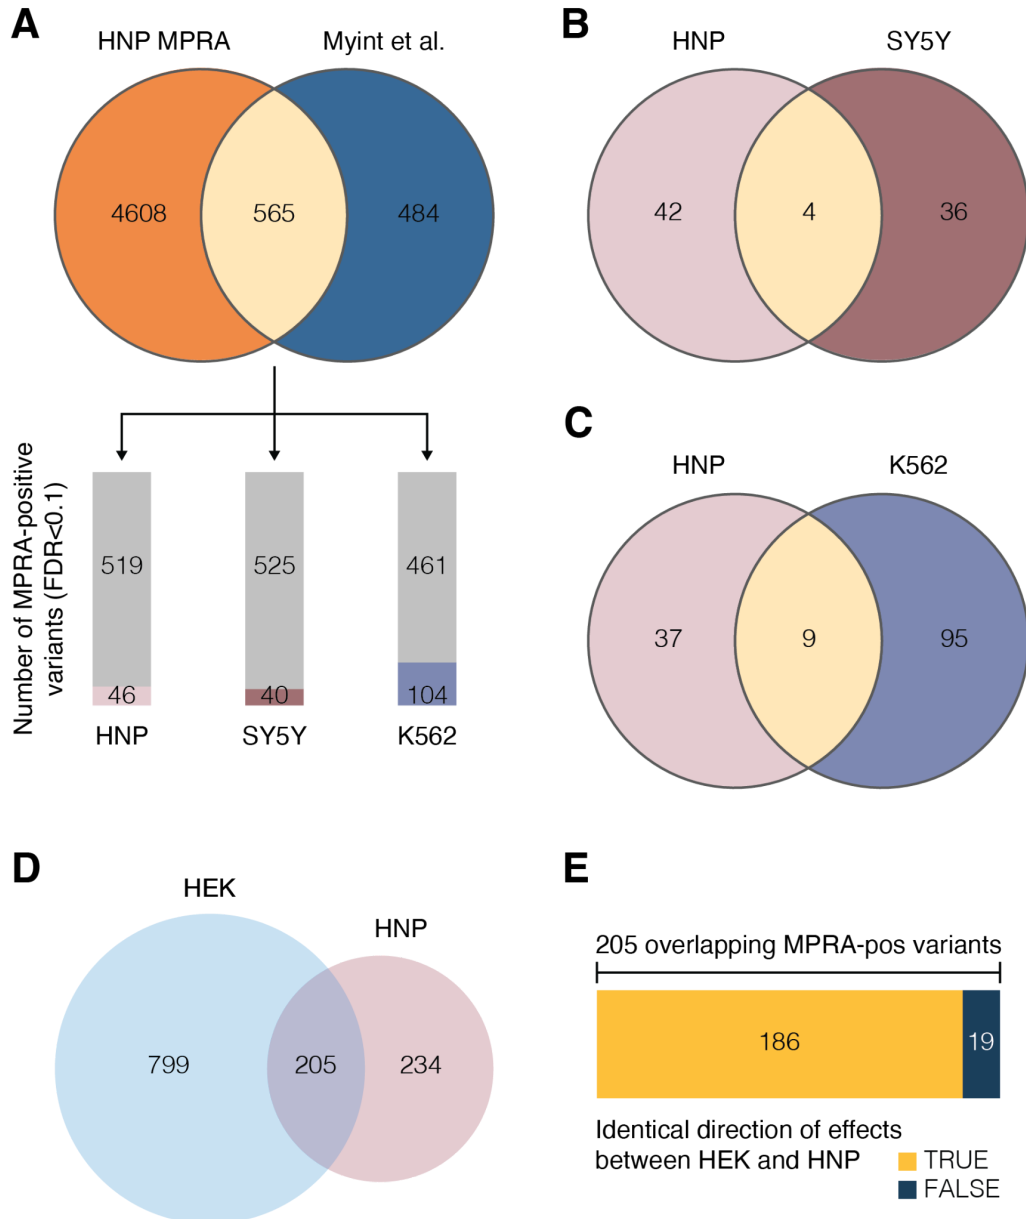 A
HNP MPRA
Myint et al.
4608
565
484
Number of MPRA-positive
variants (FDR<0.1)
519
525
461
46
40
104
HNP
SY5Y
K562
B
HNP
SY5Y
42
4
36
C
HNP
K562
37
9
95
D
HEK
HNP
799
205
234
E
205 overlapping MPRA-pos variants
186
19
Identical direction of effects
between HEK and HNP
TRUE
FALSE